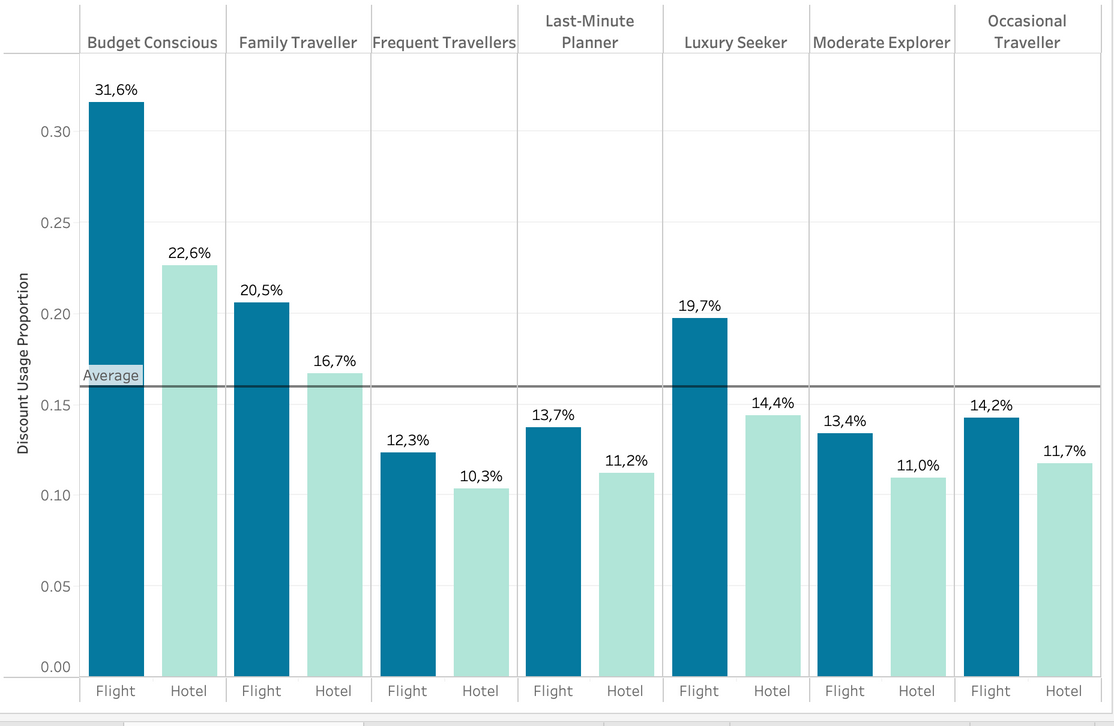 Budget Conscious
Family Traveller
Frequent Travellers
Last-Minute
Planner
Luxury Seeker
Moderate Explorer
Occasional
Traveller
Discount Usage Proportion
0.30
0.25
0.20
0.15
0.10
0.05
0.00
Average
31,6%
22,6%
20,5%
16,7%
12,3%
10,3%
13,7%
11,2%
19,7%
14,4%
13,4%
11,0%
14,2%
11,7%
Flight
Hotel
Flight
Hotel
Flight
Hotel
Flight
Hotel
Flight
Hotel
Flight
Hotel
Flight
Hotel